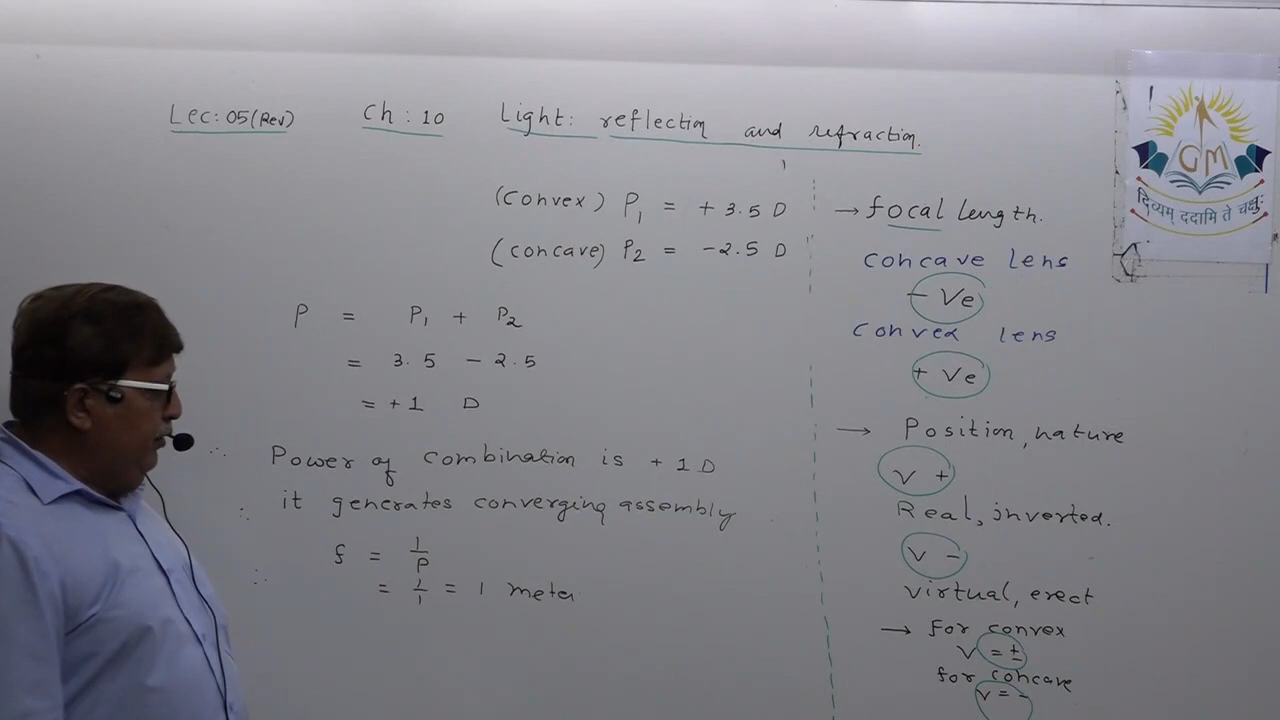 Lec: 05 (Rev) Ch : 10 Light: reflection and refraction.
(convex) P₁ = + 3.5 D
(concave) P₂ = -2.5 D
P = P₁ + P₂
= 3.5 - 2.5
= +1 D
∴ Power of combination is + 1 D
∴ it generates converging assembly
∴ f = 1/P
= 1/1 = 1 meter
→ focal length.
concave lens
- Ve
convex lens
+ Ve
→ Position, nature
V +
Real, inverted.
V -
virtual, erect
→ for convex
V = ±
for concave
V = -
GM
दिव्यम् ददामि ते चक्षुः